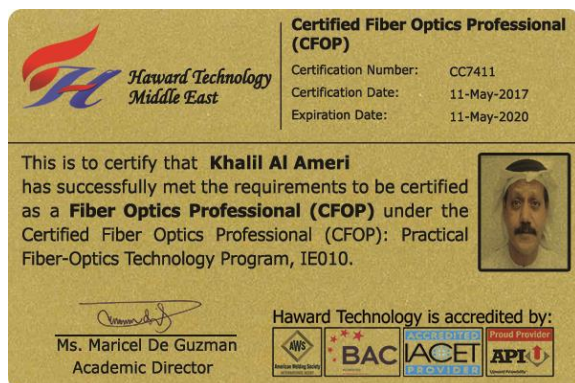 Haward Technology
Middle East
Certified Fiber Optics Professional
(CFOP)
Certification Number: CC7411
Certification Date: 11-May-2017
Expiration Date: 11-May-2020
This is to certify that Khalil Al Ameri
has successfully met the requirements to be certified
as a Fiber Optics Professional (CFOP) under the
Certified Fiber Optics Professional (CFOP): Practical
Fiber-Optics Technology Program, IE010.
Ms. Maricel De Guzman
Academic Director
Haward Technology is accredited by:
AWS
American Welding Society
BAC
ACCREDITED
IACET
PROVIDER
Proud Provider
API U